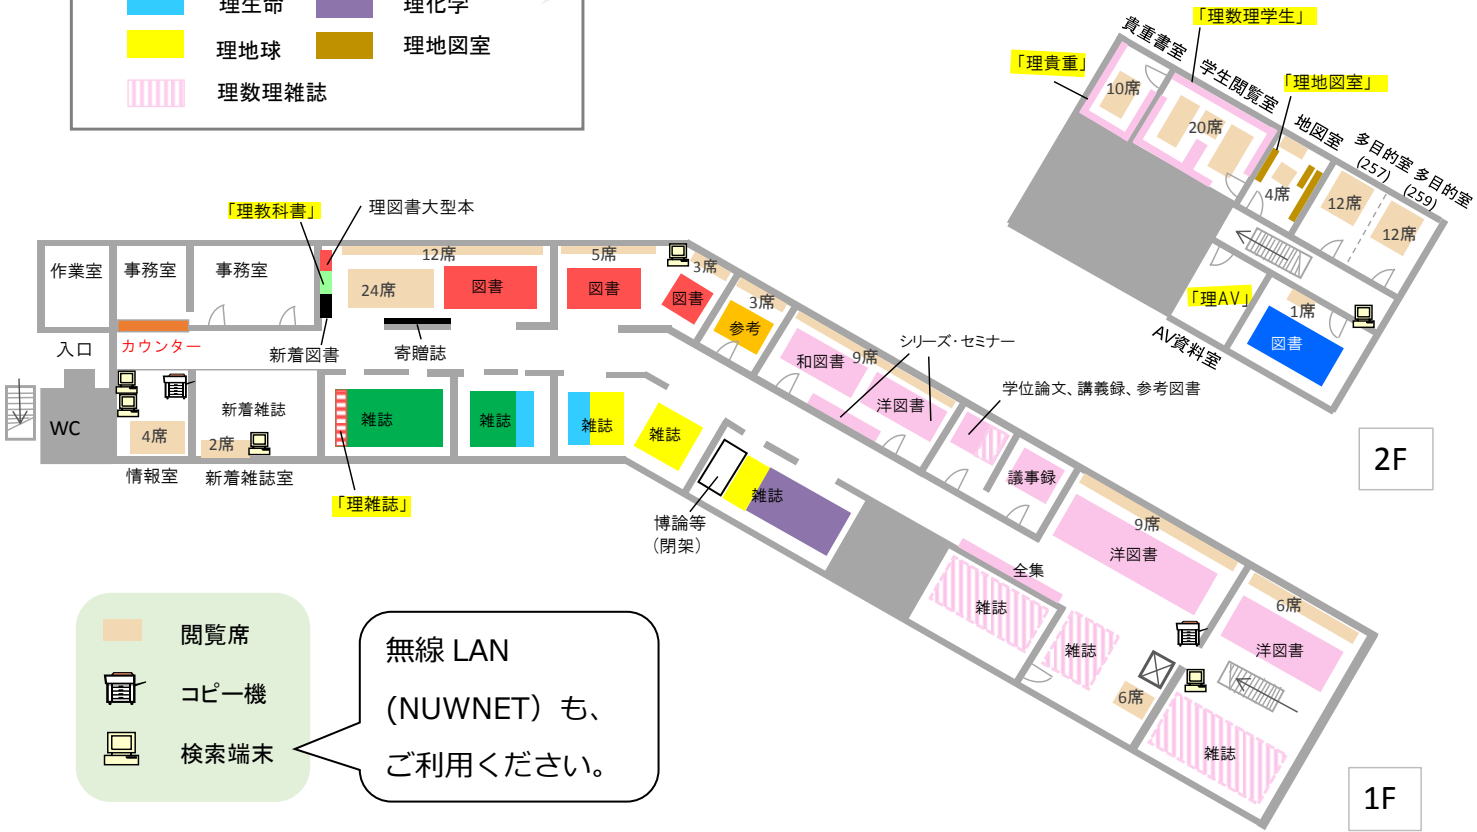 理生命
理化学
理地球
理地図室
理数理雑誌
「理数理学生」
貴重書室
「理貴重」
学生閲覧室
「理地図室」
10席
20席
地図室
多目的室
(257)
多目的室
(259)
4席
12席
12席
「理AV」
1席
図書
AV資料室
2F
「理教科書」
理図書大型本
作業室
事務室
事務室
12席
5席
3席
24席
図書
図書
図書
3席
参考
入口
カウンター
新着図書
寄贈誌
シリーズ・セミナー
和図書
9席
洋図書
学位論文、講義録、参考図書
WC
新着雑誌
4席
2席
雑誌
雑誌
雑誌
雑誌
情報室
新着雑誌室
「理雑誌」
雑誌
議事録
博論等
（閉架）
9席
洋図書
全集
雑誌
雑誌
6席
洋図書
6席
雑誌
1F
閲覧席
コピー機
検索端末
無線 LAN
(NUWNET）も、
ご利用ください。